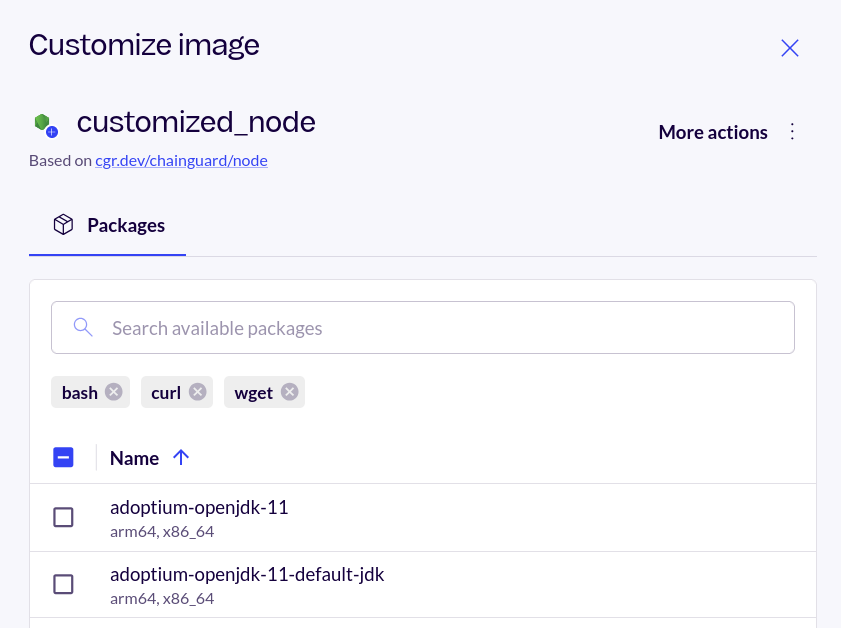 Customize image
customized_node
More actions
Based on cgr.dev/chainguard/node
Packages
Search available packages
bash curl wget
Name
adoptium-openjdk-11
arm64, x86_64
adoptium-openjdk-11-default-jdk
arm64, x86_64